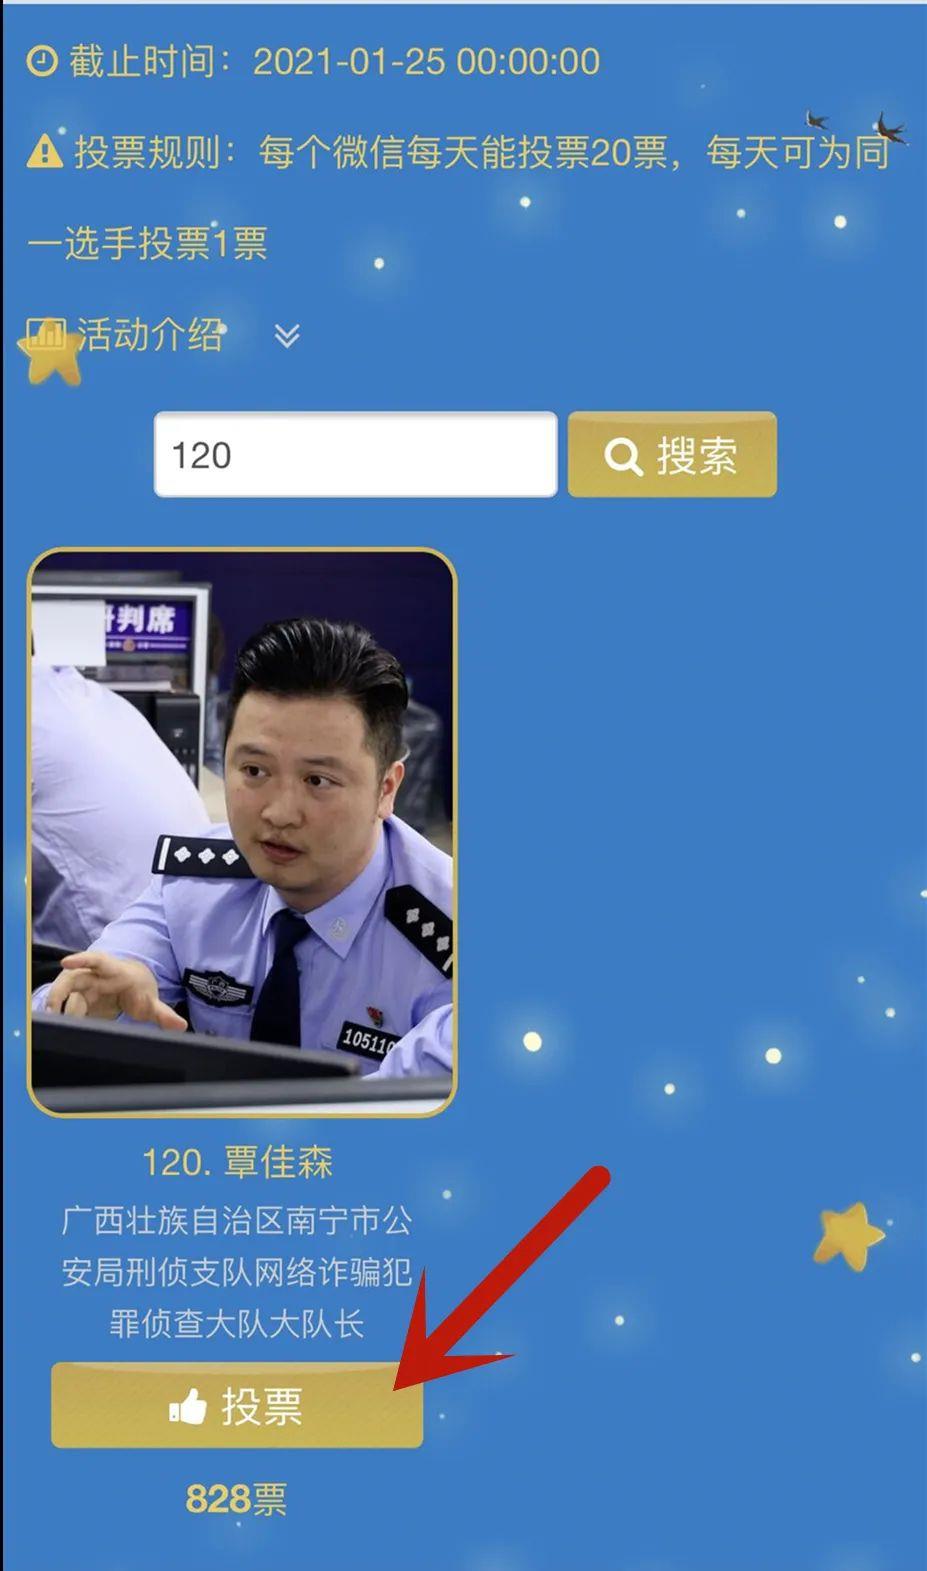 截止时间：2021-01-25 00:00:00
投票规则：每个微信每天能投票20票，每天可为同
一选手投票1票
活动介绍
120
搜索
判席
120. 覃佳森
广西壮族自治区南宁市公
安局刑侦支队网络诈骗犯
罪侦查大队大队长
投票
828票